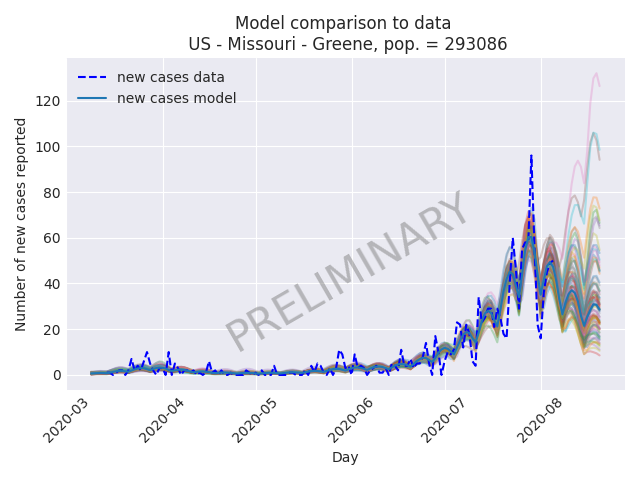 Model comparison to data
US - Missouri - Greene, pop. = 293086
new cases data
new cases model
120
100
80
60
40
20
0
Number of new cases reported
PRELIMINARY
2020-03
2020-04
2020-05
2020-06
2020-07
2020-08
Day